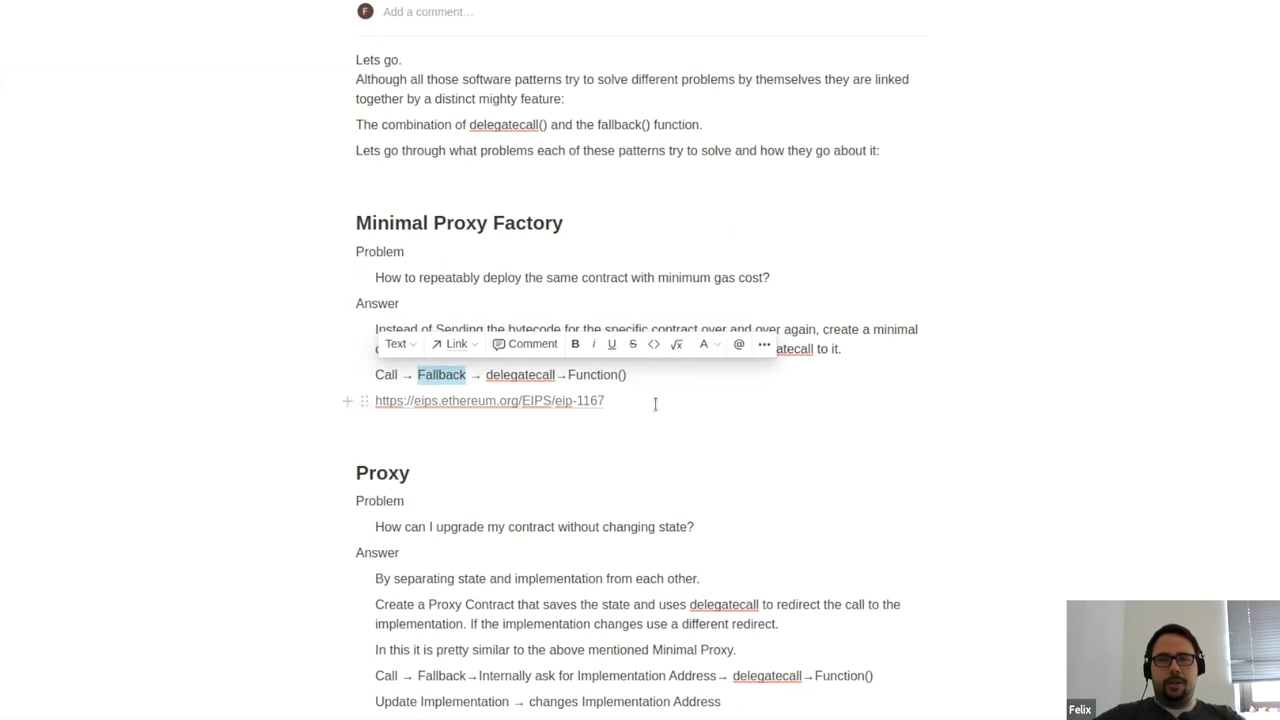 F Add a comment…
Lets go.
Although all those software patterns try to solve different problems by themselves they are linked
together by a distinct mighty feature:
The combination of delegatecall() and the fallback() function.
Lets go through what problems each of these patterns try to solve and how they go about it:
Minimal Proxy Factory
Problem
How to repeatably deploy the same contract with minimum gas cost?
Answer
Instead of Sending the bytecode for the specific contract over and over again, create a minimal
Text Link Comment B i U S <> √x A @ •••
atecall to it.
Call → Fallback → delegatecall→Function()
https://eips.ethereum.org/EIPS/eip-1167
Proxy
Problem
How can I upgrade my contract without changing state?
Answer
By separating state and implementation from each other.
Create a Proxy Contract that saves the state and uses delegatecall to redirect the call to the
implementation. If the implementation changes use a different redirect.
In this it is pretty similar to the above mentioned Minimal Proxy.
Call → Fallback→Internally ask for Implementation Address→ delegatecall→Function()
Update Implementation → changes Implementation Address
Felix